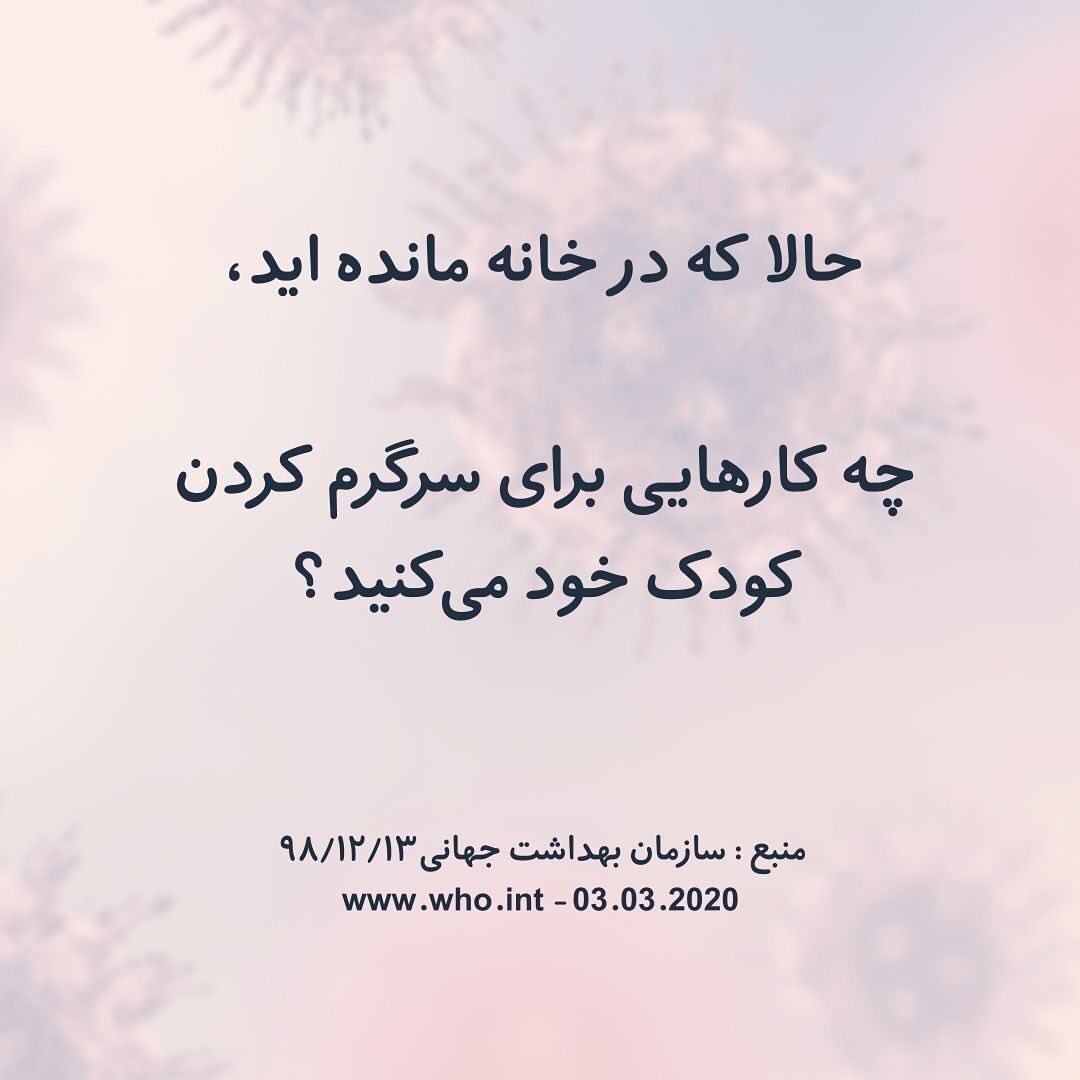 حالا که در خانه مانده اید،
چه کارهایی برای سرگرم کردن
کودک خود می‌کنید؟
منبع : سازمان بهداشت جهانی۹۸/۱۲/۱۳
www.who.int - 03.03.2020